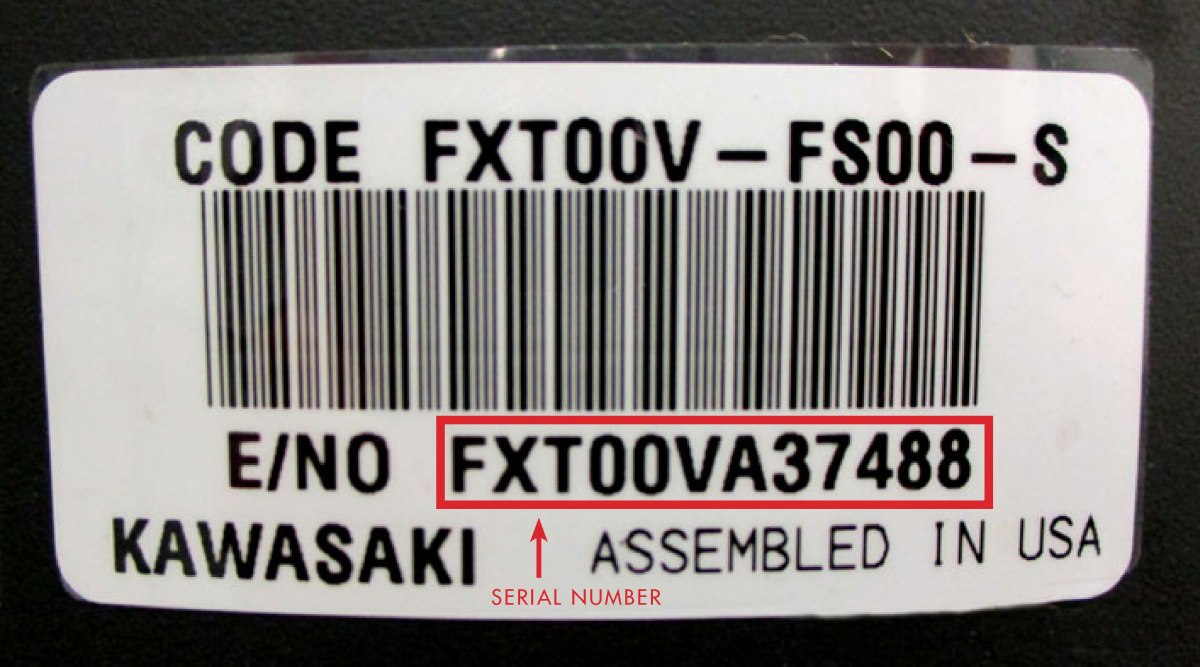 CODE FXT00V-FS00-S
E/NO FXT00VA37488
KAWASAKI ASSEMBLED IN USA
SERIAL NUMBER